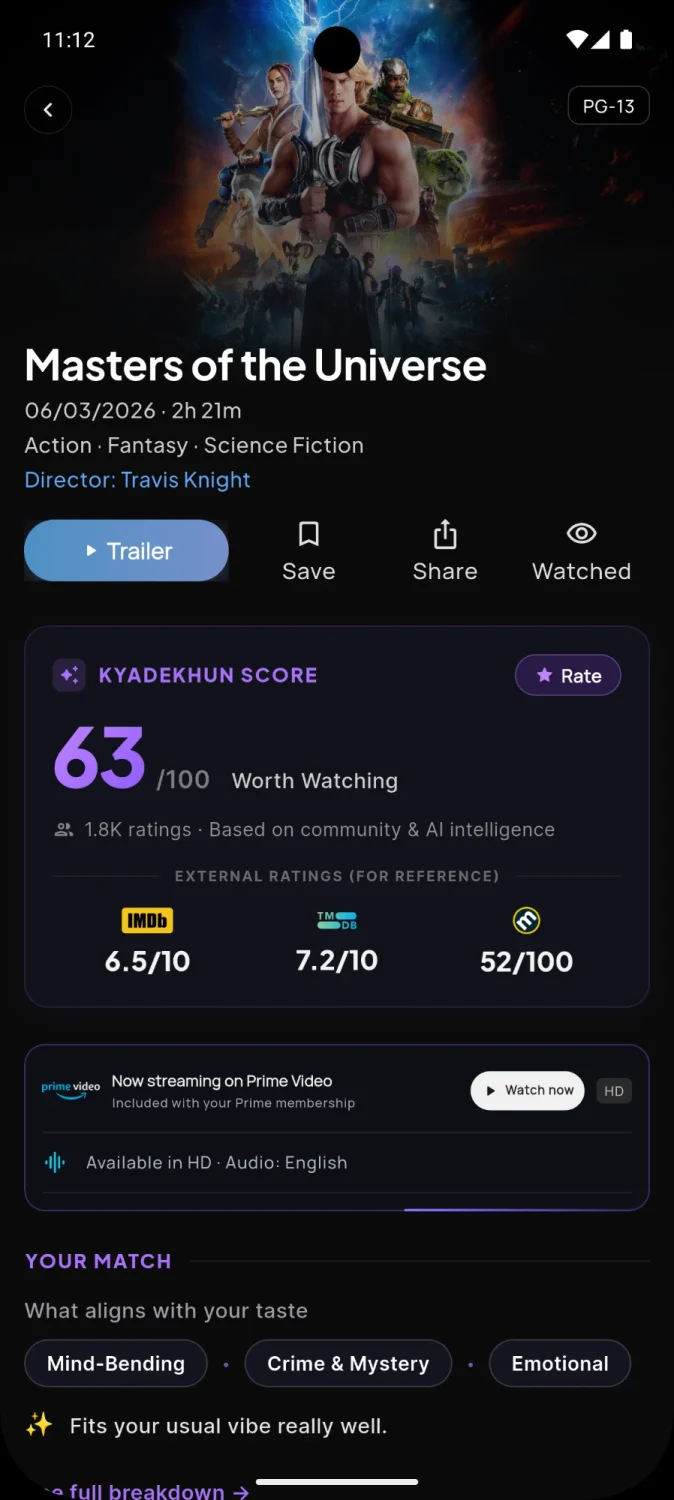 11:12
PG-13
Masters of the Universe
06/03/2026 · 2h 21m
Action · Fantasy · Science Fiction
Director: Travis Knight
Trailer
Save
Share
Watched
KYADEKHUN SCORE
Rate
63 /100 Worth Watching
1.8K ratings · Based on community & AI intelligence
EXTERNAL RATINGS (FOR REFERENCE)
IMDb
TMDB
m
6.5/10
7.2/10
52/100
prime video
Now streaming on Prime Video
Included with your Prime membership
Watch now
HD
Available in HD · Audio: English
YOUR MATCH
What aligns with your taste
Mind-Bending · Crime & Mystery · Emotional
✨ Fits your usual vibe really well.
full breakdown →